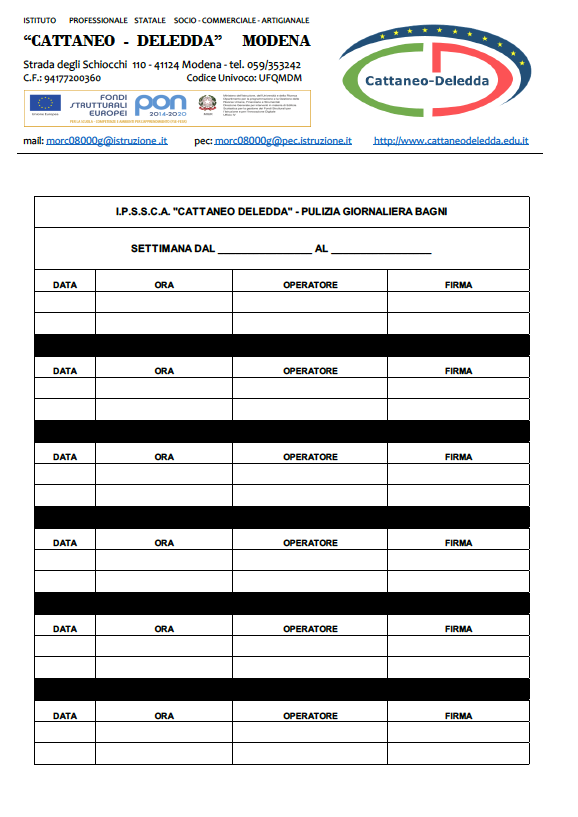 ISTITUTO PROFESSIONALE STATALE SOCIO - COMMERCIALE - ARTIGIANALE
“CATTANEO - DELEDDA” MODENA
Strada degli Schiocchi 110 - 41124 Modena - tel. 059/353242
C.F.: 94177200360 Codice Univoco: UFQMDM
Cattaneo-Deledda
FONDI
STRUTTURALI
EUROPEI
pon
2014-2020
mail: morc08000g@istruzione.it pec: morc08000g@pec.istruzione.it http://www.cattaneodeledda.edu.it
I.P.S.S.C.A. "CATTANEO DELEDDA" - PULIZIA GIORNALIERA BAGNI
SETTIMANA DAL ________________ AL _________________
DATA ORA OPERATORE FIRMA
DATA ORA OPERATORE FIRMA
DATA ORA OPERATORE FIRMA
DATA ORA OPERATORE FIRMA
DATA ORA OPERATORE FIRMA
DATA ORA OPERATORE FIRMA